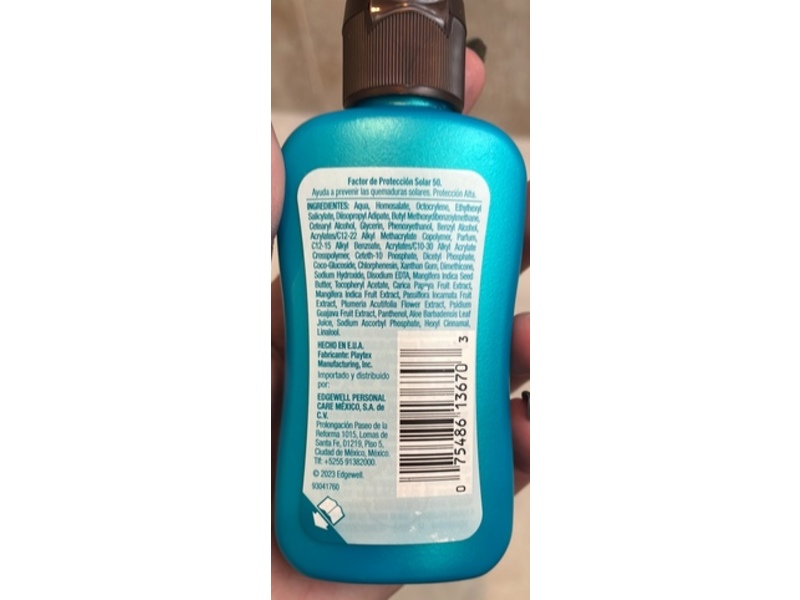 Factor de Protección Solar 50.
Ayuda a prevenir las quemaduras solares. Protección Alta.
INGREDIENTES: Aqua, Homosalate, Octocrylene, Ethylhexyl
Salicylate, Diisopropyl Adipate, Butyl Methoxydibenzoylmethane,
Cetearyl Alcohol, Glycerin, Phenoxyethanol, Benzyl Alcohol,
Acrylates/C12-22 Alkyl Methacrylate Copolymer, Parfum,
C12-15 Alkyl Benzoate, Acrylates/C10-30 Alkyl Acrylate
Crosspolymer, Ceteth-10 Phosphate, Dicetyl Phosphate,
Coco-Glucoside, Chlorphenesin, Xanthan Gum, Dimethicone,
Sodium Hydroxide, Disodium EDTA, Mangifera Indica Seed
Butter, Tocopheryl Acetate, Carica Papaya Fruit Extract,
Mangifera Indica Fruit Extract, Passiflora Incarnata Fruit
Extract, Plumeria Acutifolia Flower Extract, Psidium
Guajava Fruit Extract, Panthenol, Aloe Barbadensis Leaf
Juice, Sodium Ascorbyl Phosphate, Hexyl Cinnamal,
Linalool.
HECHO EN E.U.A.
Fabricante: Playtex
Manufacturing, Inc.
Importado y distribuido
por:
EDGEWELL PERSONAL
CARE MÉXICO, S.A. de
C.V.
Prolongación Paseo de la
Reforma 1015, Lomas de
Santa Fe, 01219, Piso 5,
Ciudad de México, México.
Tlf: +5255 91382000.
© 2023 Edgewell.
93041760
0 75486 13670 3